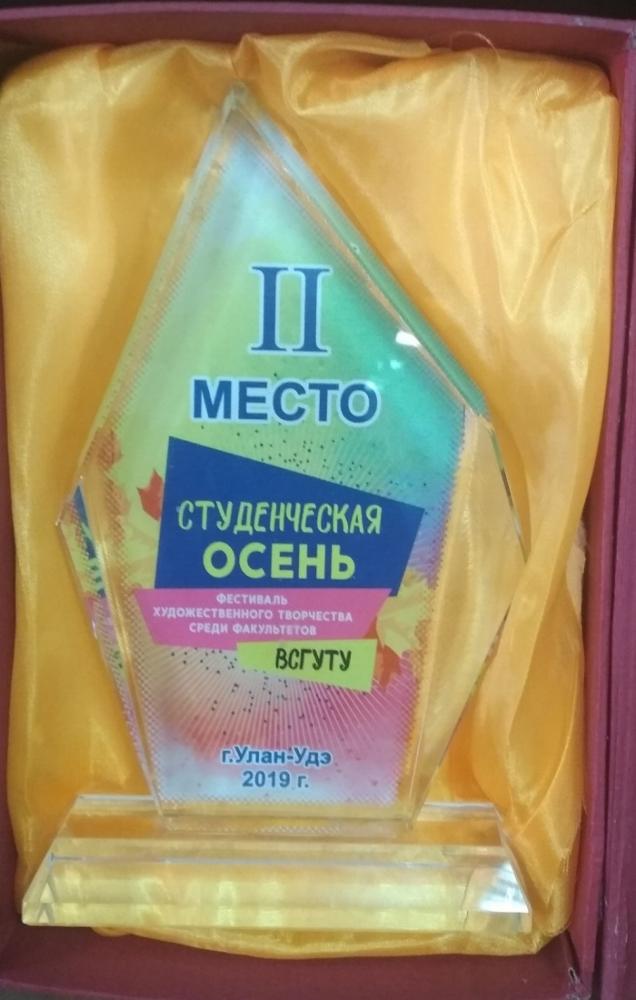 II
МЕСТО
СТУДЕНЧЕСКАЯ
ОСЕНЬ
ФЕСТИВАЛЬ
ХУДОЖЕСТВЕННОГО ТВОРЧЕСТВА
СРЕДИ ФАКУЛЬТЕТОВ
ВСГУТУ
г.Улан-Удэ
2019 г.